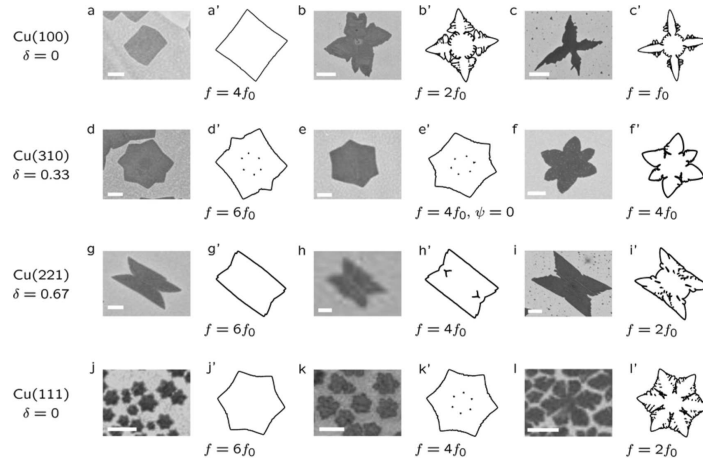 Cu(100)
δ = 0
a
a'
f = 4f₀
b
b'
f = 2f₀
c
c'
f = f₀
Cu(310)
δ = 0.33
d
d'
f = 6f₀
e
e'
f = 4f₀, ψ = 0
f
f'
f = 4f₀
Cu(221)
δ = 0.67
g
g'
f = 6f₀
h
h'
f = 4f₀
i
i'
f = 2f₀
Cu(111)
δ = 0
j
j'
f = 6f₀
k
k'
f = 4f₀
l
l'
f = 2f₀